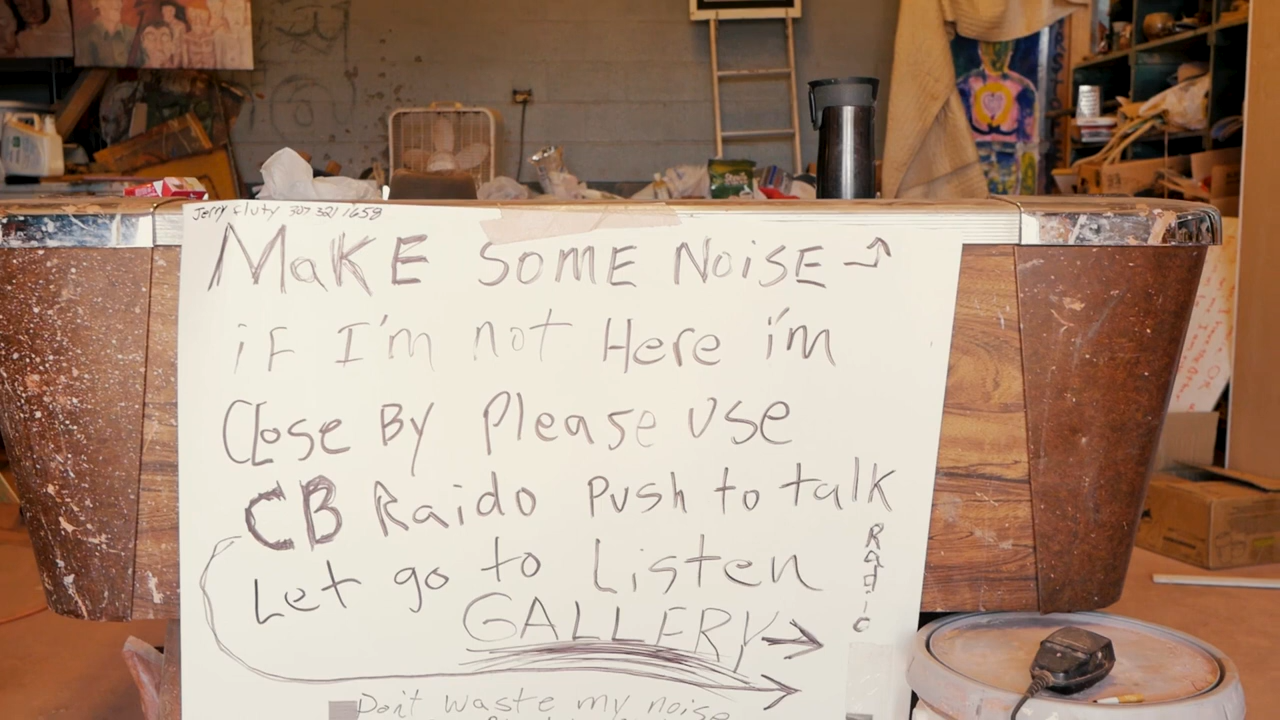 Jerry Cluty 307 321 1658
MaKE SOME NOiSE
iF I'm not Here i'm
Close By Please use
CB Raido Push to talk
Let go to Listen
Radio
GALLERY
Don't waste my noise